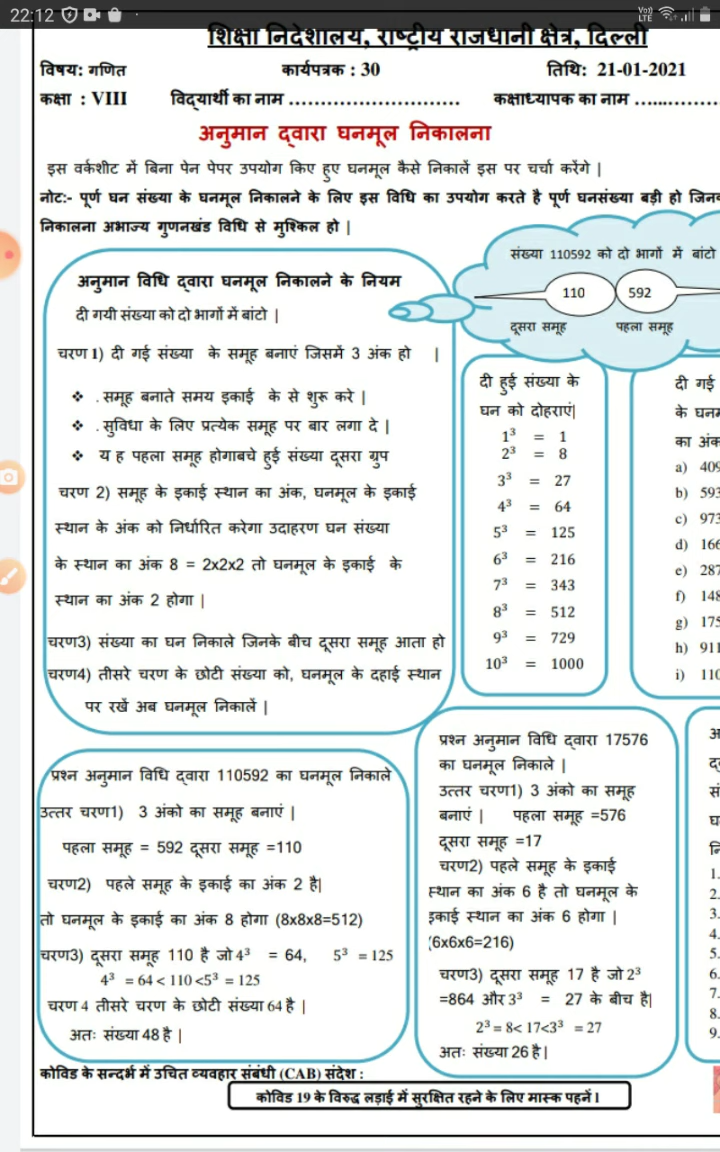 22:12
शिक्षा निदेशालय, राष्ट्रीय राजधानी क्षेत्र, दिल्ली
विषय: गणित कार्यपत्रक : 30 तिथि: 21-01-2021
कक्षा : VIII विद्यार्थी का नाम ........................... कक्षाध्यापक का नाम ...............
अनुमान द्वारा घनमूल निकालना
इस वर्कशीट में बिना पेन पेपर उपयोग किए हुए घनमूल कैसे निकालें इस पर चर्चा करेंगे |
नोट:- पूर्ण घन संख्या के घनमूल निकालने के लिए इस विधि का उपयोग करते है पूर्ण घनसंख्या बड़ी हो
निकालना अभाज्य गुणनखंड विधि से मुश्किल हो |
संख्या 110592 को दो भागों में बांटो
110 592
दूसरा समूह पहला समूह
अनुमान विधि द्वारा घनमूल निकालने के नियम
दी गयी संख्या को दो भागों में बांटो |
चरण 1) दी गई संख्या के समूह बनाएं जिसमें 3 अंक हो |
❖ . समूह बनाते समय इकाई के से शुरू करे |
❖ . सुविधा के लिए प्रत्येक समूह पर बार लगा दे |
❖ य ह पहला समूह होगाबचे हुई संख्या दूसरा ग्रुप
चरण 2) समूह के इकाई स्थान का अंक, घनमूल के इकाई
स्थान के अंक को निर्धारित करेगा उदाहरण घन संख्या
के स्थान का अंक 8 = 2x2x2 तो घनमूल के इकाई के
स्थान का अंक 2 होगा |
चरण3) संख्या का घन निकाले जिनके बीच दूसरा समूह आता हो
चरण4) तीसरे चरण के छोटी संख्या को, घनमूल के दहाई स्थान
पर रखें अब घनमूल निकालें |
दी हुई संख्या के
घन को दोहराएं|
1³ = 1
2³ = 8
3³ = 27
4³ = 64
5³ = 125
6³ = 216
7³ = 343
8³ = 512
9³ = 729
10³ = 1000
दी गई
के
का
a) 409
b) 593
c) 973
d) 166
e) 287
f) 148
g) 175
h) 911
i) 110
प्रश्न अनुमान विधि द्वारा 110592 का घनमूल निकाले
उत्तर चरण1) 3 अंको का समूह बनाएं |
पहला समूह = 592 दूसरा समूह =110
चरण2) पहले समूह के इकाई का अंक 2 है|
तो घनमूल के इकाई का अंक 8 होगा (8x8x8=512)
चरण3) दूसरा समूह 110 है जो 4³ = 64, 5³ = 125
4³ = 64 < 110 <5³ = 125
चरण 4 तीसरे चरण के छोटी संख्या 64 है |
अतः संख्या 48 है |
प्रश्न अनुमान विधि द्वारा 17576
का घनमूल निकाले |
उत्तर चरण1) 3 अंको का समूह
बनाएं | पहला समूह =576
दूसरा समूह =17
चरण2) पहले समूह के इकाई
स्थान का अंक 6 है तो घनमूल के
इकाई स्थान का अंक 6 होगा |
(6x6x6=216)
चरण3) दूसरा समूह 17 है जो 2³
=864 और 3³ = 27 के बीच है|
2³ = 8< 17<3³ = 27
अतः संख्या 26 है |
1.
2.
3.
4.
5.
6.
7.
8.
9.
कोविड के सन्दर्भ में उचित व्यवहार संबंधी (CAB) संदेश :
कोविड 19 के विरुद्ध लड़ाई में सुरक्षित रहने के लिए मास्क पहनें ।